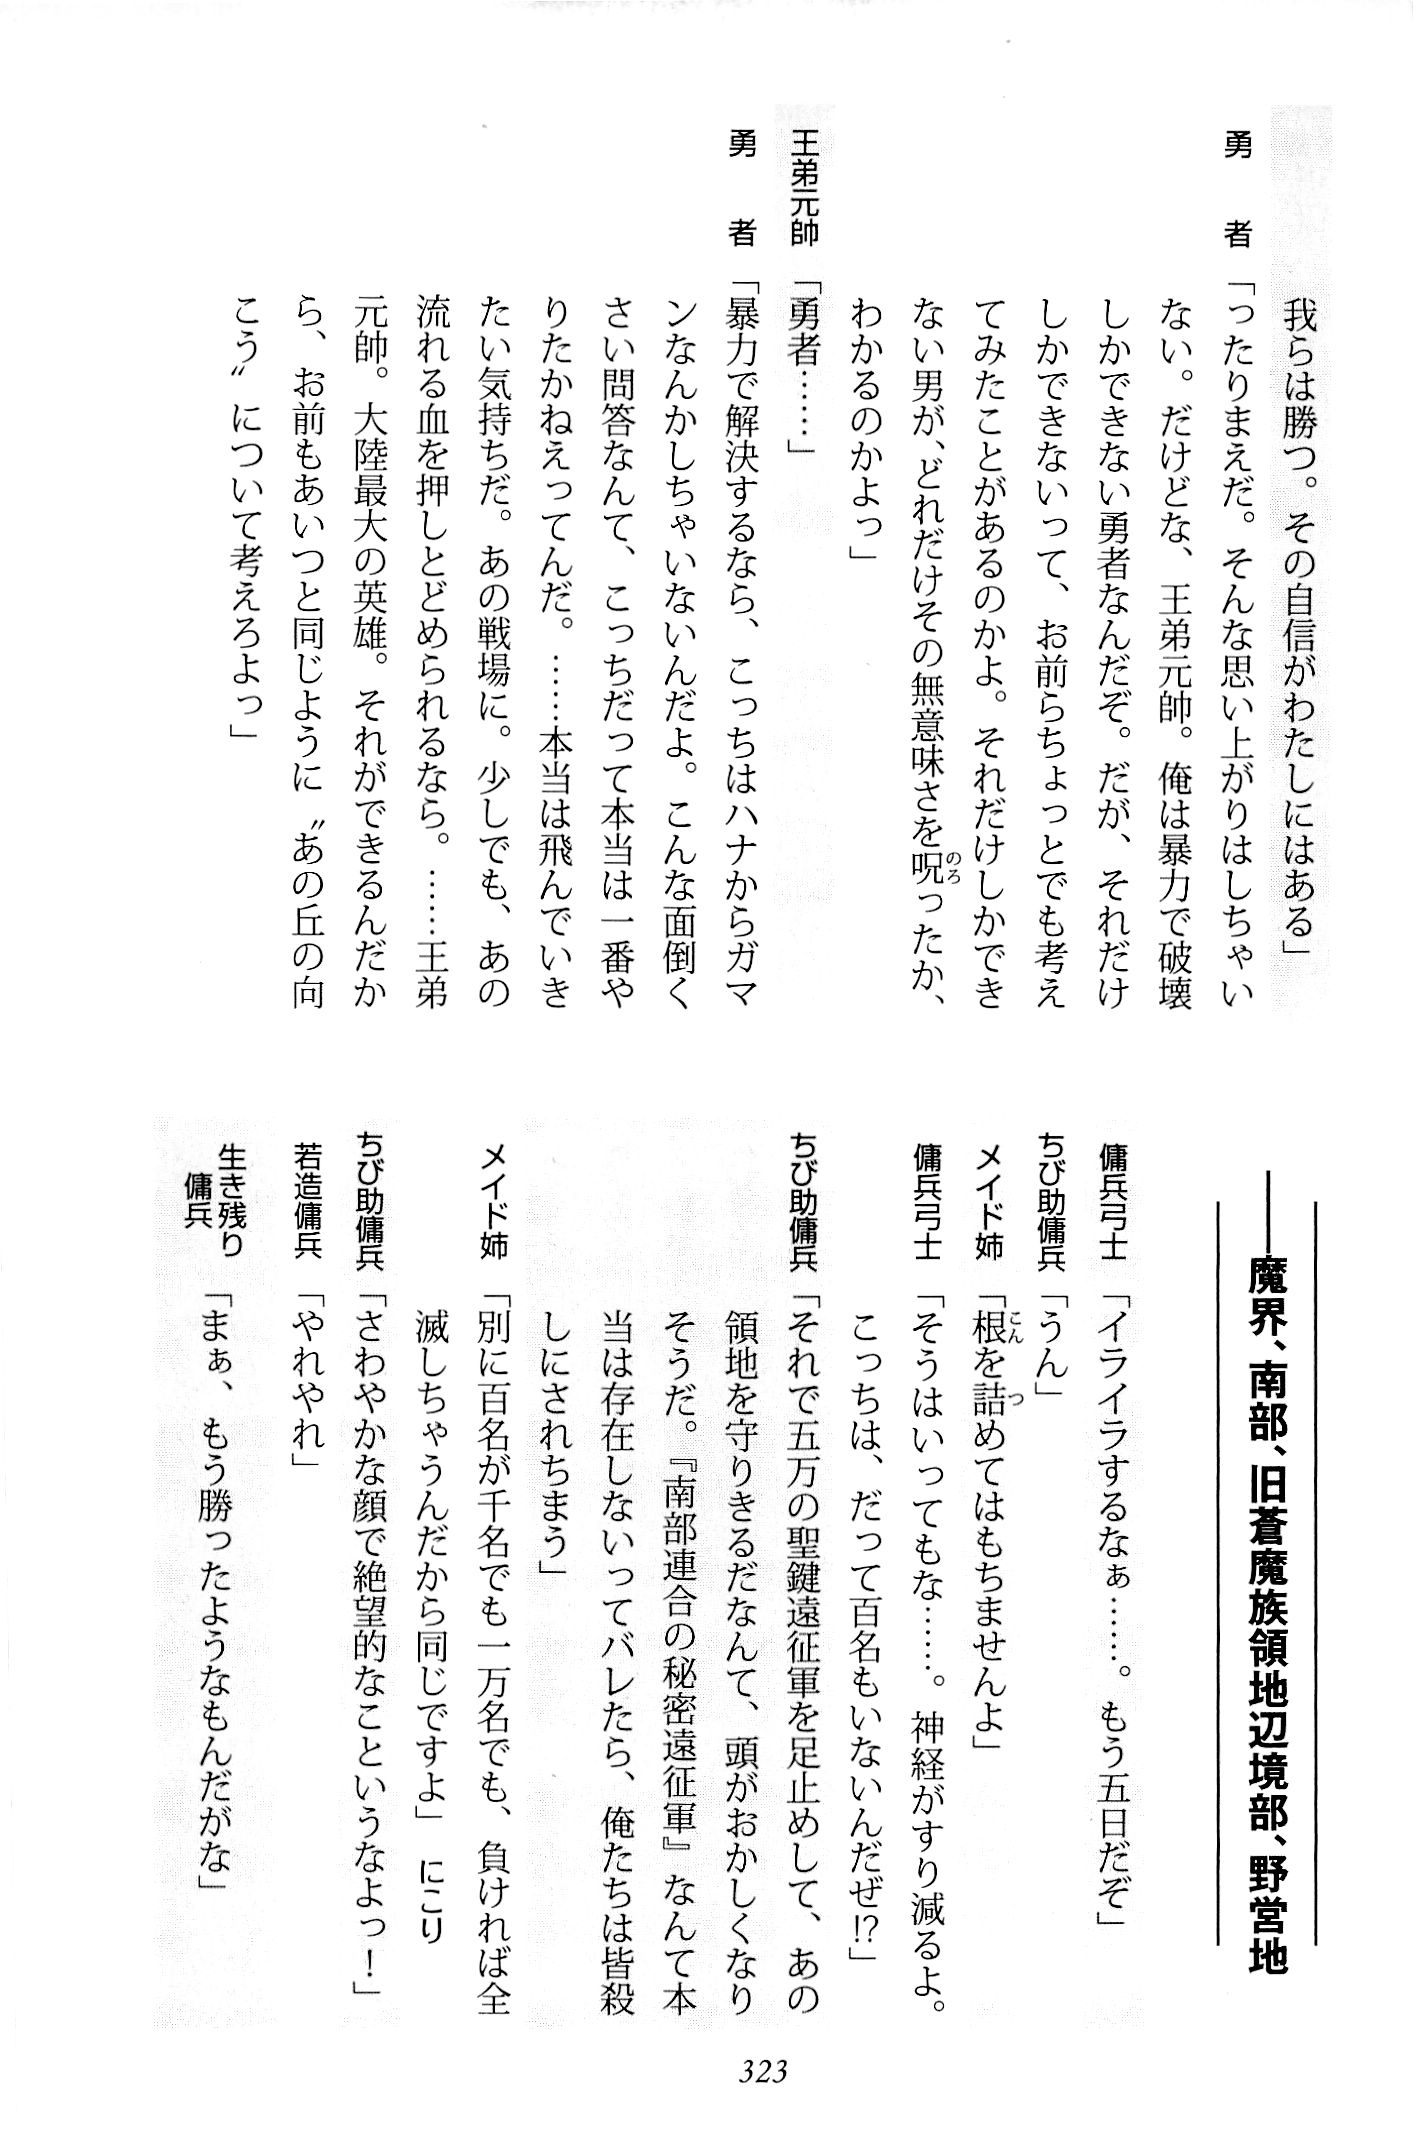 我らは勝つ。その自信がわたしにはある」
勇　者「ったりまえだ。そんな思い上がりはしちゃい
ない。だけどな、王弟元帥。俺は暴力で破壊
しかできない勇者なんだぞ。だが、それだけ
しかできないって、お前らちょっとでも考え
てみたことがあるのかよ。それだけしかでき
ない男が、どれだけその無意味さを呪ったか、
わかるのかよっ」
王弟元帥「勇者……」
勇　者「暴力で解決するなら、こっちはハナからガマ
ンなんかしちゃいないんだよ。こんな面倒く
さい問答なんて、こっちだって本当は一番や
りたかねえってんだ。……本当は飛んでいき
たい気持ちだ。あの戦場に。少しでも、あの
流れる血を押しとどめられるなら。……王弟
元帥。大陸最大の英雄。それができるんだか
ら、お前もあいつと同じように〝あの丘の向
こう〟について考えろよっ」
――魔界、南部、旧蒼魔族領地辺境部、野営地
傭兵弓士「イライラするなぁ……。もう五日だぞ」
ちび助傭兵「うん」
メイド姉「根を詰めてはもちませんよ」
傭兵弓士「そうはいってもな……。神経がすり減るよ。
こっちは、だって百名もいないんだぜ!?」
ちび助傭兵「それで五万の聖鍵遠征軍を足止めして、あの
領地を守りきるだなんて、頭がおかしくなり
そうだ。『南部連合の秘密遠征軍』なんて本
当は存在しないってバレたら、俺たちは皆殺
しにされちまう」
メイド姉「別に百名が千名でも一万名でも、負ければ全
滅しちゃうんだから同じですよ」にこり
ちび助傭兵「さわやかな顔で絶望的なこというなよっ！」
若造傭兵「やれやれ」
生き残り傭兵「まぁ、もう勝ったようなもんだがな」
323